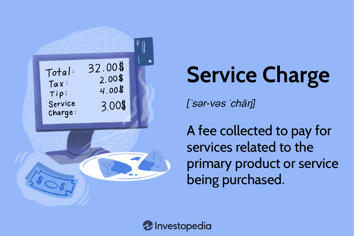 Total: 32.00$
Tax: 2.00$
Tip: 4.00$
Service
Charge: 3.00$
Service Charge
[ˈsər-vəs ˈchärj]
A fee collected to pay for
services related to the
primary product or service
being purchased.
Investopedia